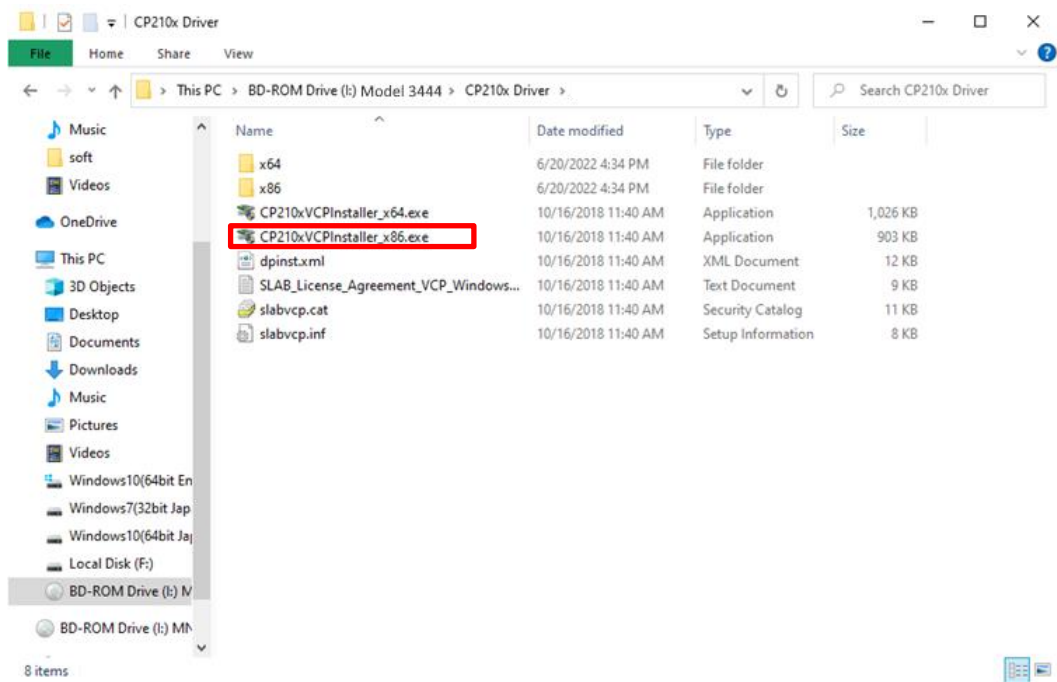 CP210x Driver
File Home Share View
This PC > BD-ROM Drive (I:) Model 3444 > CP210x Driver >
Search CP210x Driver
Music
soft
Videos
OneDrive
This PC
3D Objects
Desktop
Documents
Downloads
Music
Pictures
Videos
Windows10(64bit En
Windows7(32bit Jap
Windows10(64bit Ja
Local Disk (F:)
BD-ROM Drive (I:) M
BD-ROM Drive (I:) MN
Name Date modified Type Size
x64 6/20/2022 4:34 PM File folder
x86 6/20/2022 4:34 PM File folder
CP210xVCPInstaller_x64.exe 10/16/2018 11:40 AM Application 1,026 KB
CP210xVCPInstaller_x86.exe 10/16/2018 11:40 AM Application 903 KB
dpinst.xml 10/16/2018 11:40 AM XML Document 12 KB
SLAB_License_Agreement_VCP_Windows... 10/16/2018 11:40 AM Text Document 9 KB
slabvcp.cat 10/16/2018 11:40 AM Security Catalog 11 KB
slabvcp.inf 10/16/2018 11:40 AM Setup Information 8 KB
8 items